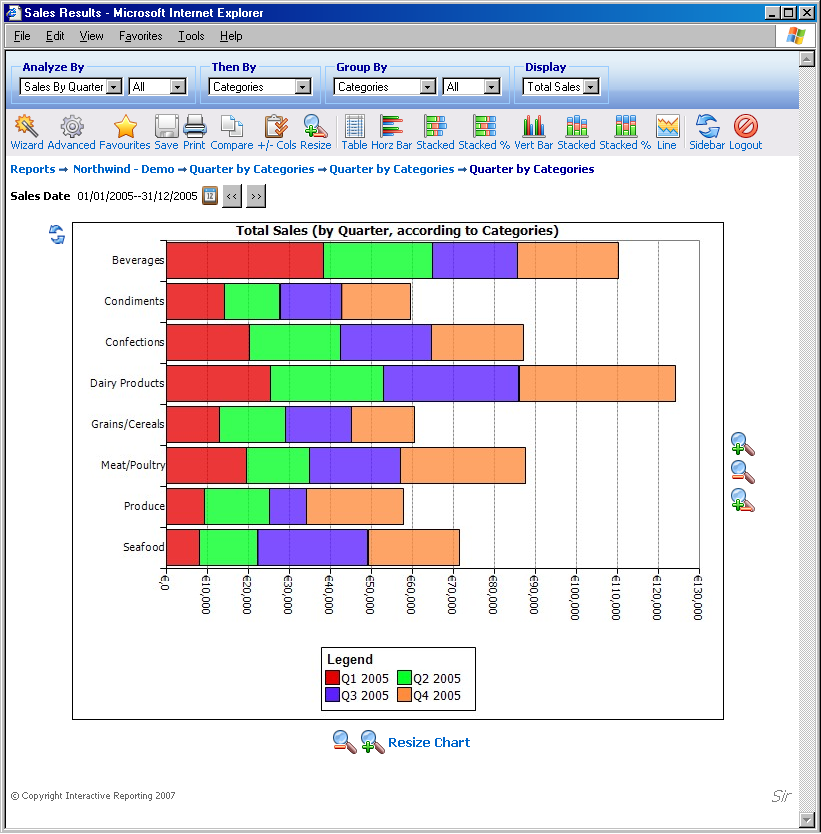 Sales Results - Microsoft Internet Explorer
File Edit View Favorites Tools Help
Analyze By Then By Group By Display
Sales By Quarter All Categories Categories All Total Sales
Wizard Advanced Favourites Save Print Compare +/- Cols Resize Table Horz Bar Stacked Stacked % Vert Bar Stacked Stacked % Line Sidebar Logout
Reports → Northwind - Demo → Quarter by Categories → Quarter by Categories → Quarter by Categories
Sales Date 01/01/2005--31/12/2005 12 << >>
Total Sales (by Quarter, according to Categories)
Beverages
Condiments
Confections
Dairy Products
Grains/Cereals
Meat/Poultry
Produce
Seafood
€,0 €10,000 €20,000 €30,000 €40,000 €50,000 €60,000 €70,000 €80,000 €90,000 €100,000 €110,000 €120,000 €130,000
Legend
Q1 2005 Q2 2005
Q3 2005 Q4 2005
Resize Chart
© Copyright Interactive Reporting 2007
Sir